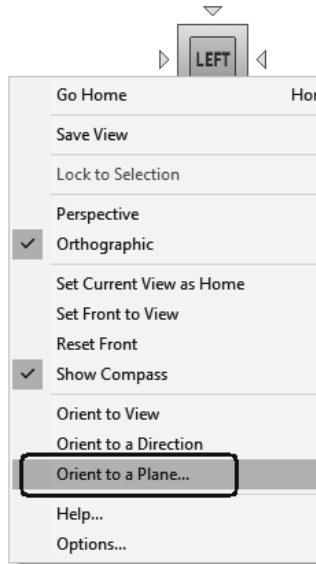 LEFT
Go Home Hom
Save View
Lock to Selection
Perspective
Orthographic
Set Current View as Home
Set Front to View
Reset Front
Show Compass
Orient to View
Orient to a Direction
Orient to a Plane...
Help...
Options...